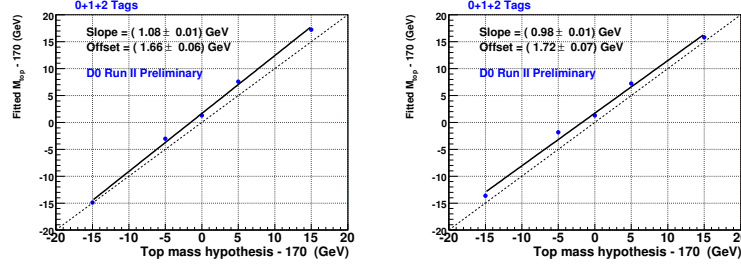 0+1+2 Tags
Slope = ( 1.08 ± 0.01) GeV
Offset = ( 1.66 ± 0.06) GeV
D0 Run II Preliminary
Fitted Mtop - 170 (GeV)
20
15
10
5
0
-5
-10
-15
-20
-20 -15 -10 -5 0 5 10 15 20
Top mass hypothesis - 170 (GeV)
0+1+2 Tags
Slope = ( 0.98 ± 0.01) GeV
Offset = ( 1.72 ± 0.07) GeV
D0 Run II Preliminary
Fitted Mtop - 170 (GeV)
20
15
10
5
0
-5
-10
-15
-20
-20 -15 -10 -5 0 5 10 15 20
Top mass hypothesis - 170 (GeV)